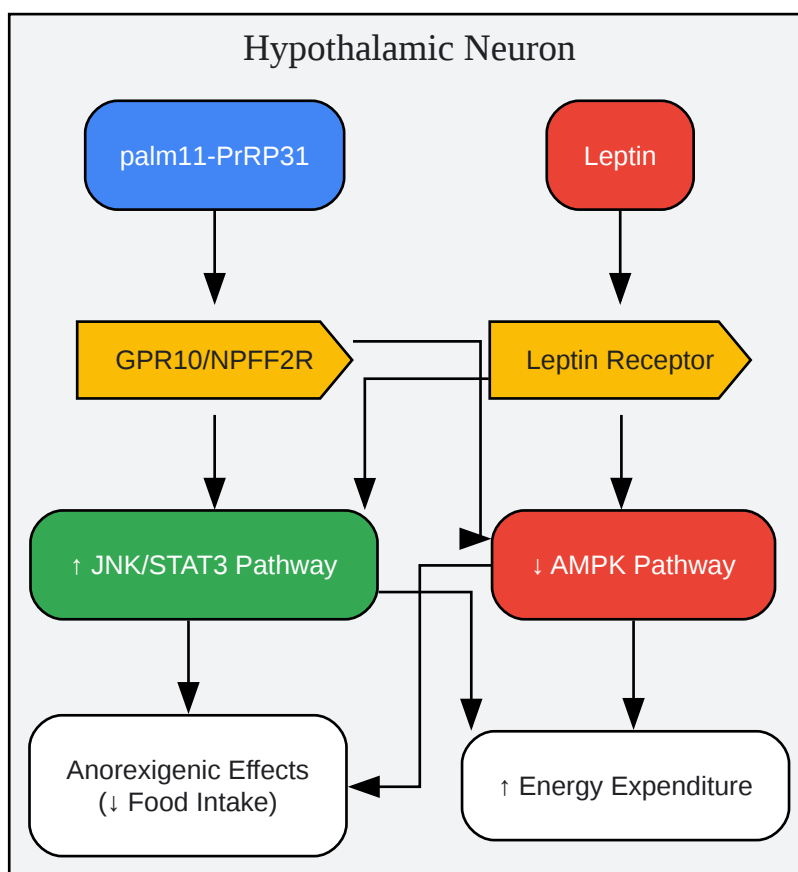 Hypothalamic Neuron
palm11-PrRP31
Leptin
GPR10/NPFF2R
Leptin Receptor
↑ JNK/STAT3 Pathway
↓ AMPK Pathway
Anorexigenic Effects
(↓ Food Intake)
↑ Energy Expenditure